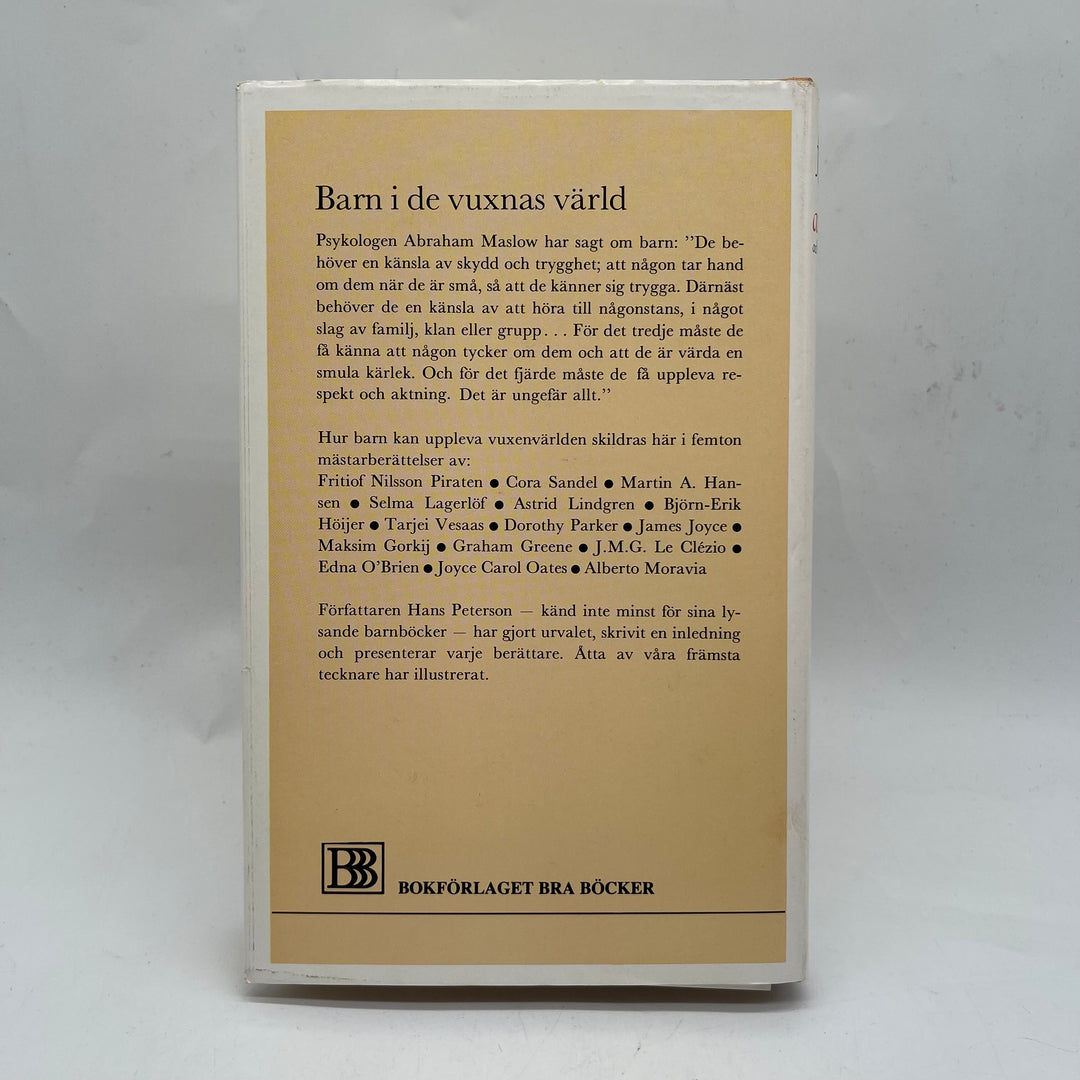 Barn i de vuxnas värld
Psykologen Abraham Maslow har sagt om barn: ’’De be-
höver en känsla av skydd och trygghet; att någon tar hand
om dem när de är små, så att de känner sig trygga. Därnäst
behöver de en känsla av att höra till någonstans, i något
slag av familj, klan eller grupp . . . För det tredje måste de
få känna att någon tycker om dem och att de är värda en
smula kärlek. Och för det fjärde måste de få uppleva re-
spekt och aktning. Det är ungefär allt.’’
Hur barn kan uppleva vuxenvärlden skildras här i femton
mästarberättelser av:
Fritiof Nilsson Piraten ● Cora Sandel ● Martin A. Han-
sen ● Selma Lagerlöf ● Astrid Lindgren ● Björn-Erik
Höijer ● Tarjei Vesaas ● Dorothy Parker ● James Joyce ●
Maksim Gorkij ● Graham Greene ● J.M.G. Le Clézio ●
Edna O’Brien ● Joyce Carol Oates ● Alberto Moravia
Författaren Hans Peterson — känd inte minst för sina ly-
sande barnböcker — har gjort urvalet, skrivit en inledning
och presenterar varje berättare. Åtta av våra främsta
tecknare har illustrerat.
BBB
BOKFÖRLAGET BRA BÖCKER